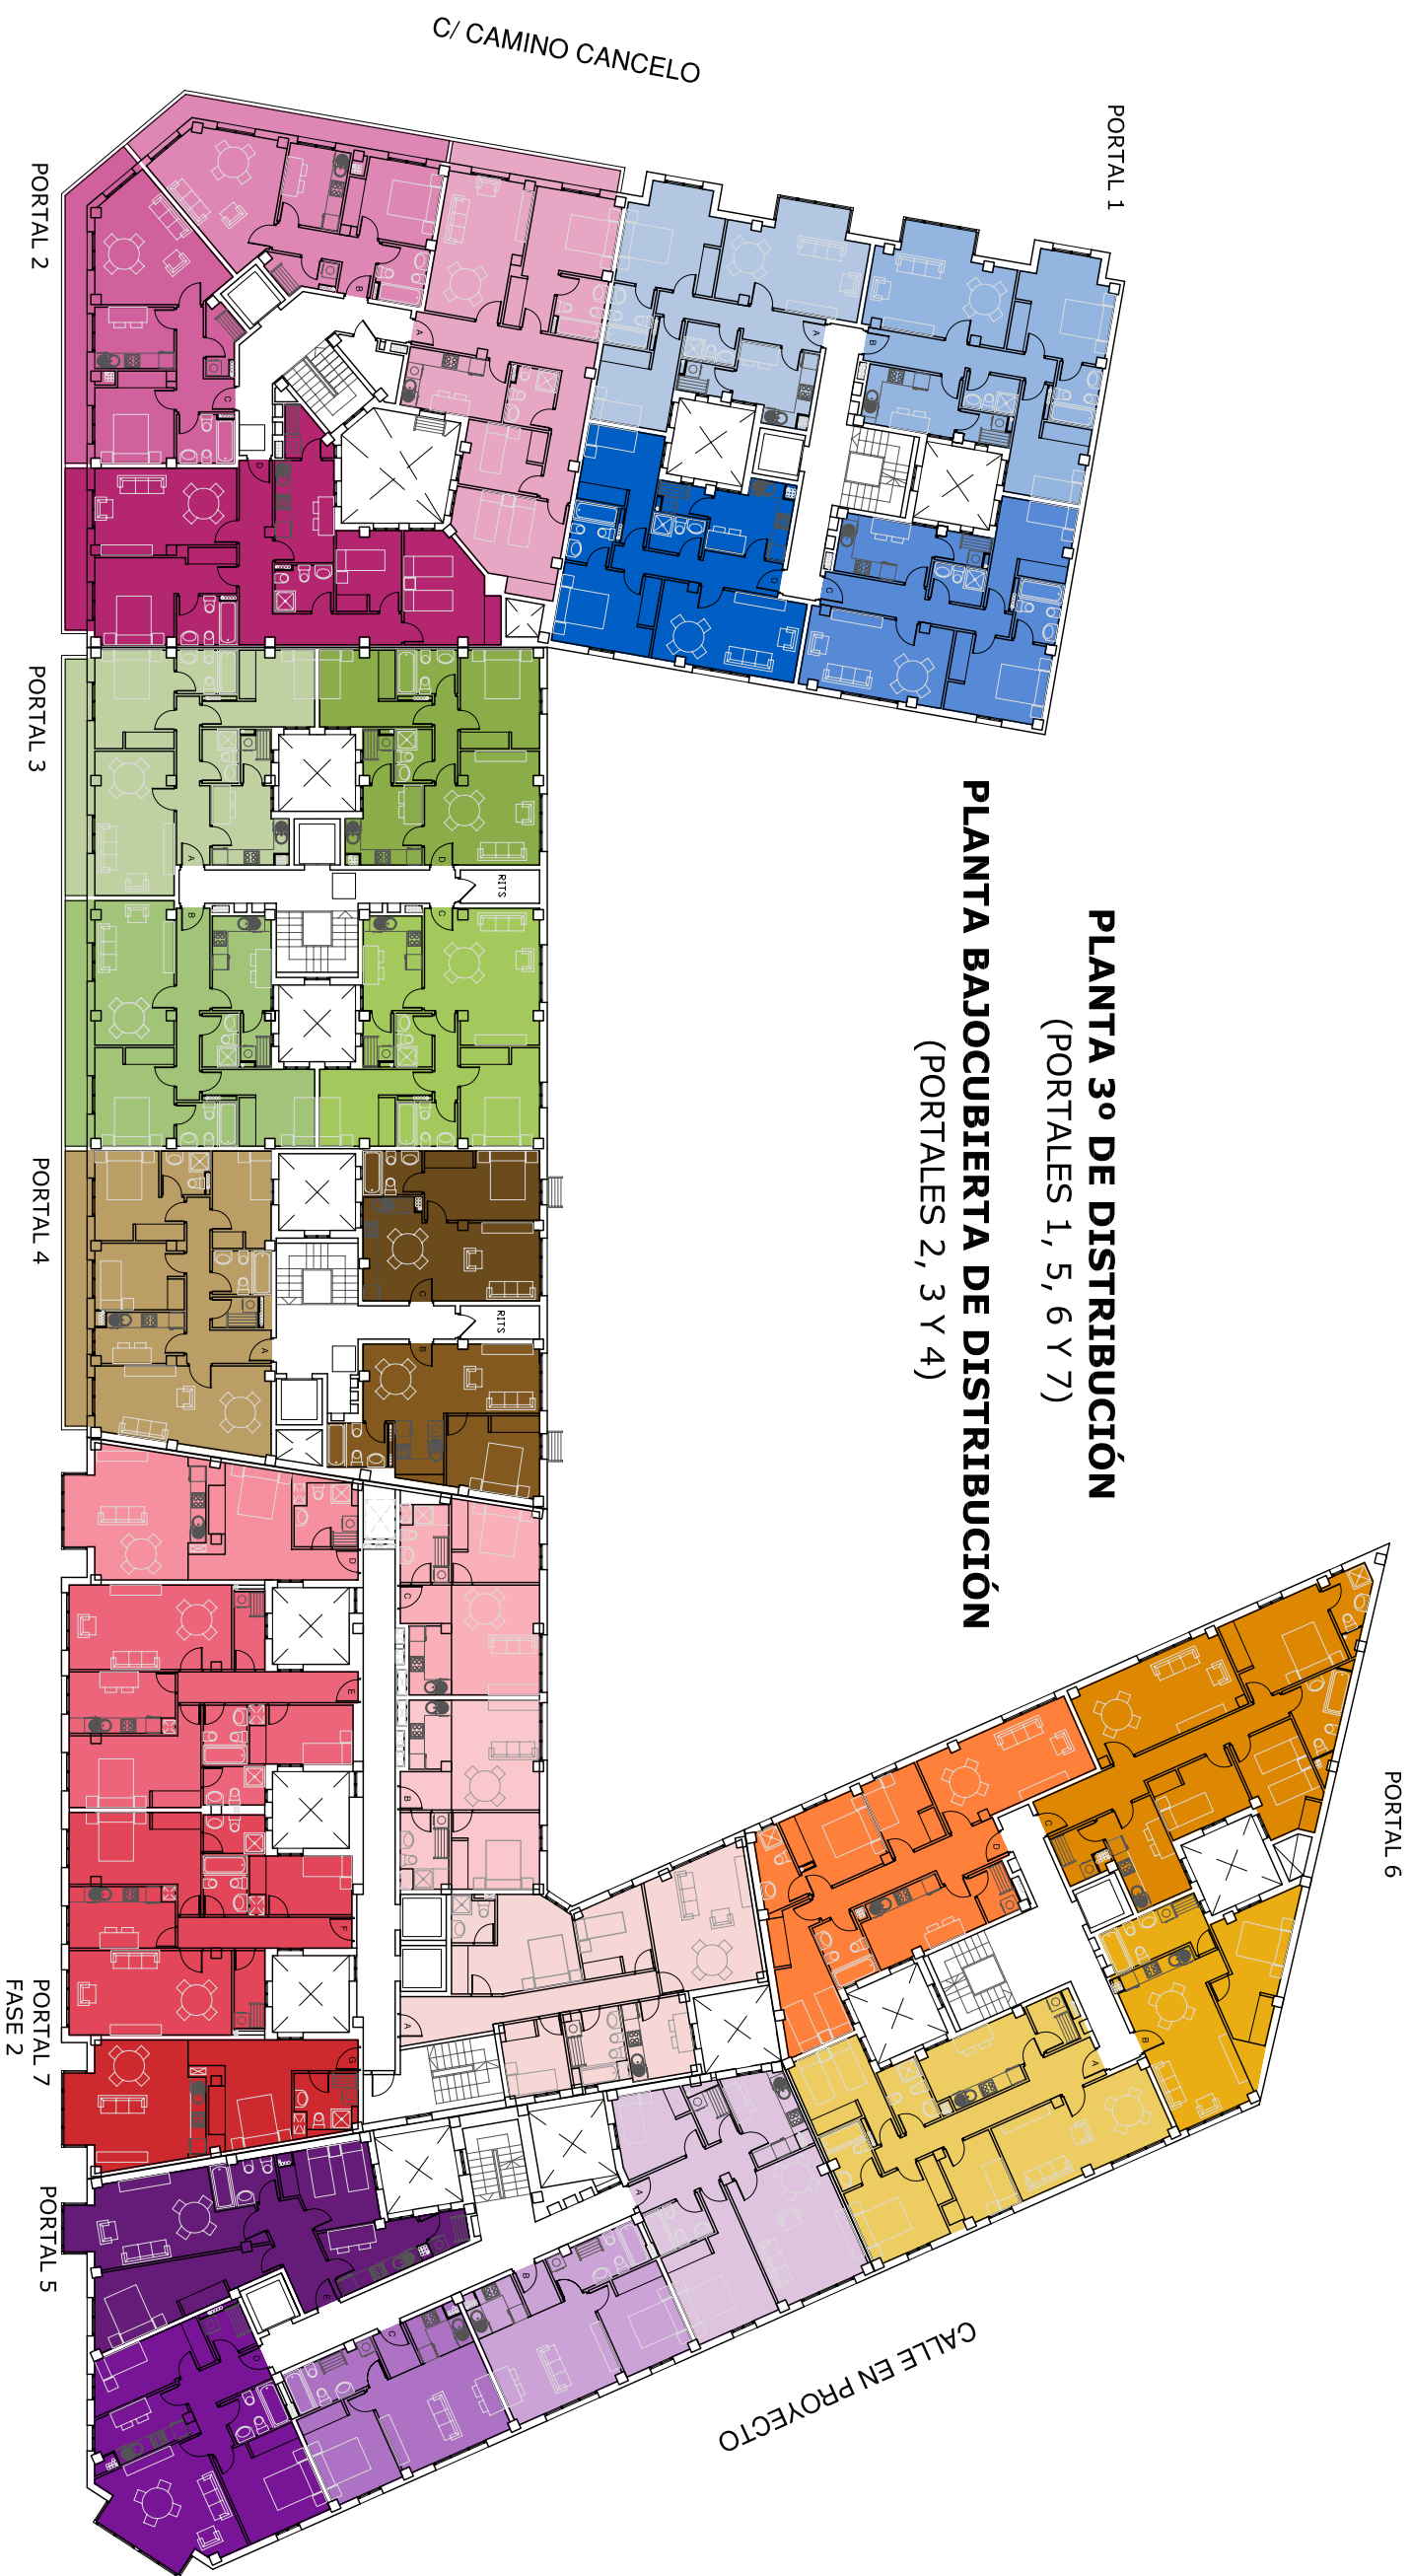 PLANTA 3º DE DISTRIBUCIÓN
(PORTALES 1, 5, 6 Y 7)
PLANTA BAJOCUBIERTA DE DISTRIBUCIÓN
(PORTALES 2, 3 Y 4)
C/ CAMINO CANCELO
PORTAL 1
B
A
C
D
PORTAL 2
B
A
C
D
PORTAL 3
A
D
B
C
RITS
PORTAL 4
C
RITS
B
A
PORTAL 7
FASE 2
D
C
E
B
F
A
G
PORTAL 6
C
D
B
A
PORTAL 5
A
B
C
E
D
CALLE EN PROYECTO